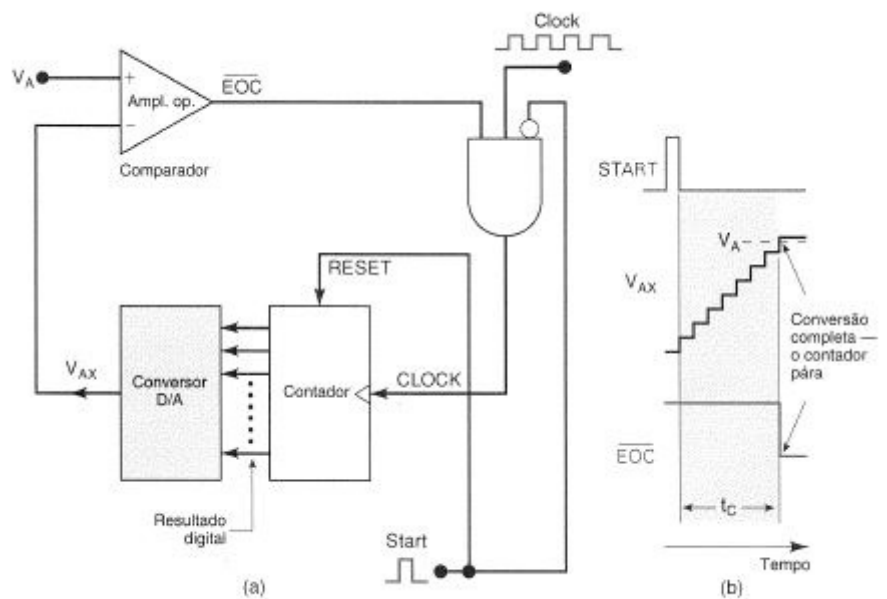 Clock
V_A
+
Ampl. op.
−
EOC
Comparador
RESET
V_AX
Conversor
D/A
Contador
CLOCK
Resultado
digital
Start
(a)
START
V_A
V_AX
Conversão
completa —
o contador
pára
EOC
t_C
Tempo
(b)